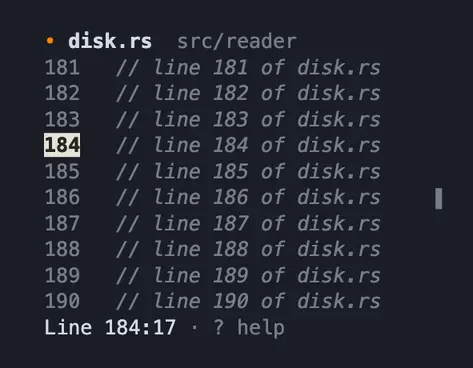 • disk.rs src/reader
181 // line 181 of disk.rs
182 // line 182 of disk.rs
183 // line 183 of disk.rs
184 // line 184 of disk.rs
185 // line 185 of disk.rs
186 // line 186 of disk.rs
187 // line 187 of disk.rs
188 // line 188 of disk.rs
189 // line 189 of disk.rs
190 // line 190 of disk.rs
Line 184:17 · ? help